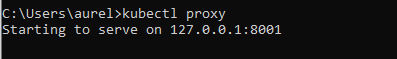 C:\Users\aurel>kubectl proxy
Starting to serve on 127.0.0.1:8001